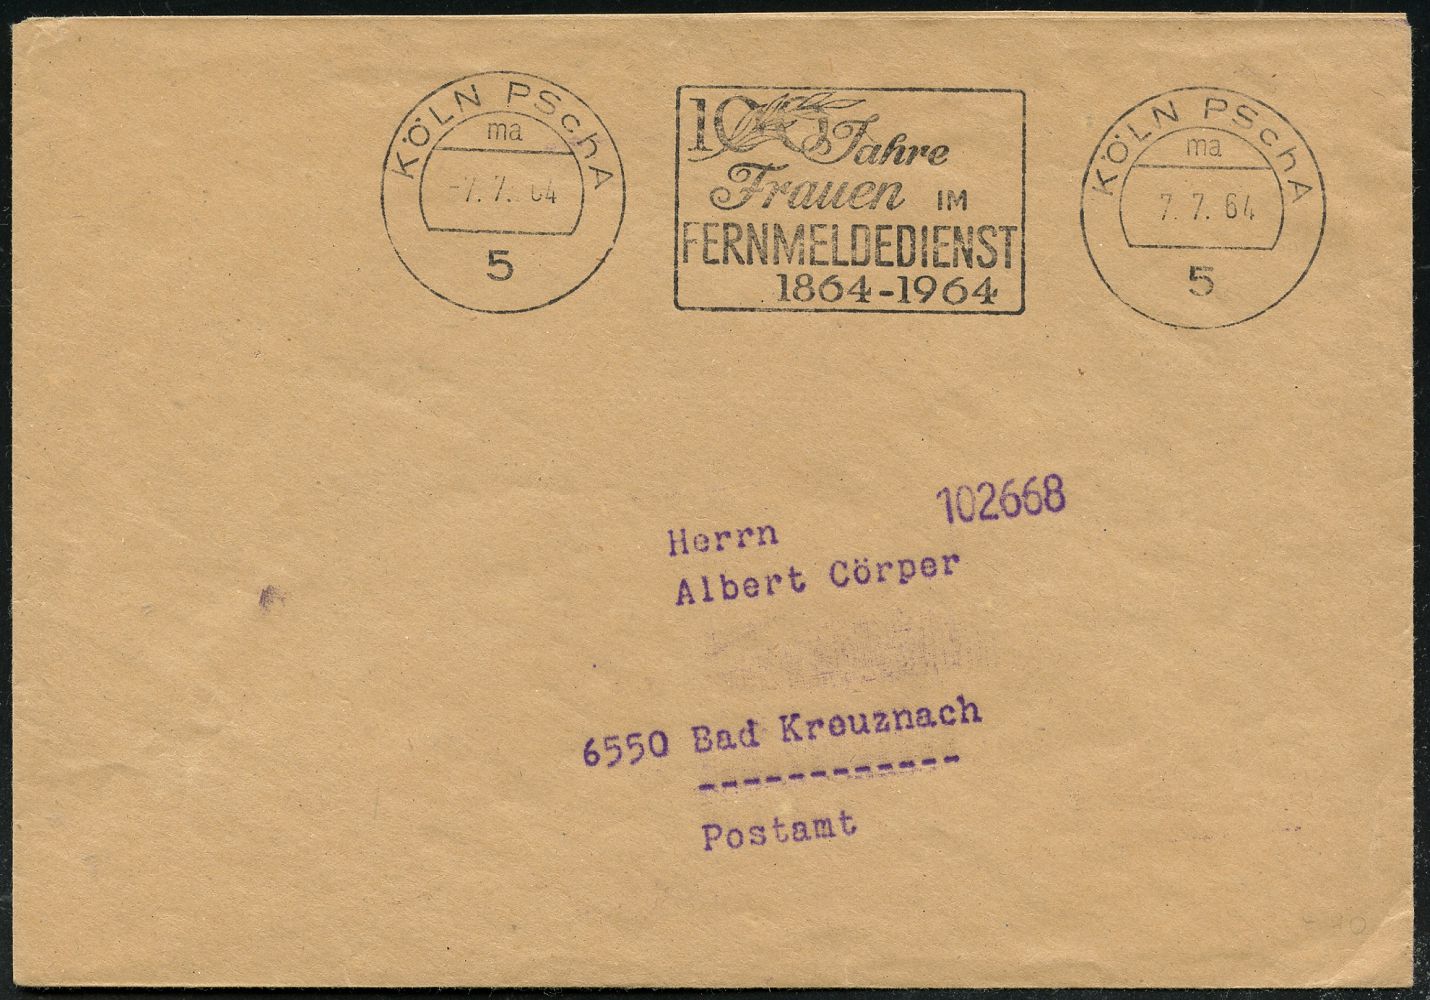 KÖLN PSchA
ma
-7.7.64
5
100 Jahre
Frauen IM
FERNMELDEDIENST
1864-1964
KÖLN PSchA
ma
7.7.64
5
102668
Herrn
Albert Cörper
6550 Bad Kreuznach
------------
Postamt